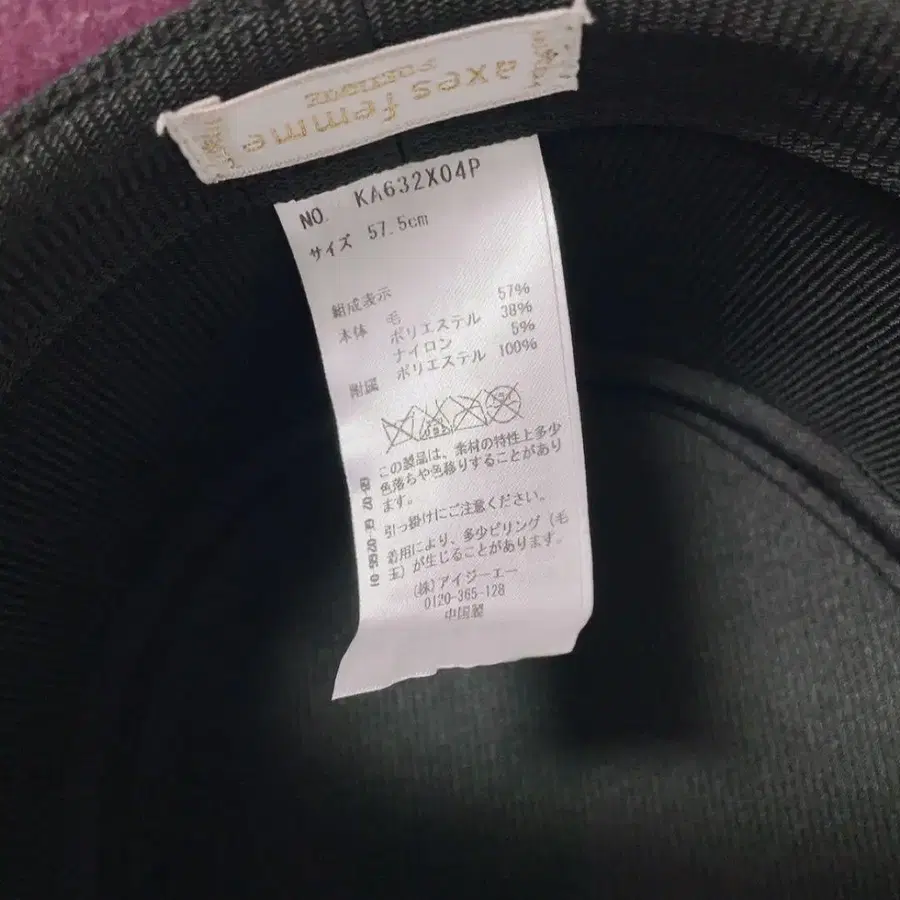 axes femme
POETIQUE
NO. KA632X04P
サイズ 57.5cm
組成表示
本体 毛 57%
ポリエステル 38%
ナイロン 5%
附属 ポリエステル 100%
この製品は、素材の特性上多少
色落ちや色移りすることがあり
ます。
引っ掛けにご注意ください。
着用により、多少ピリング（毛
玉）が生じることがあります。
(株)アイジーエー
0120-365-128
中国製